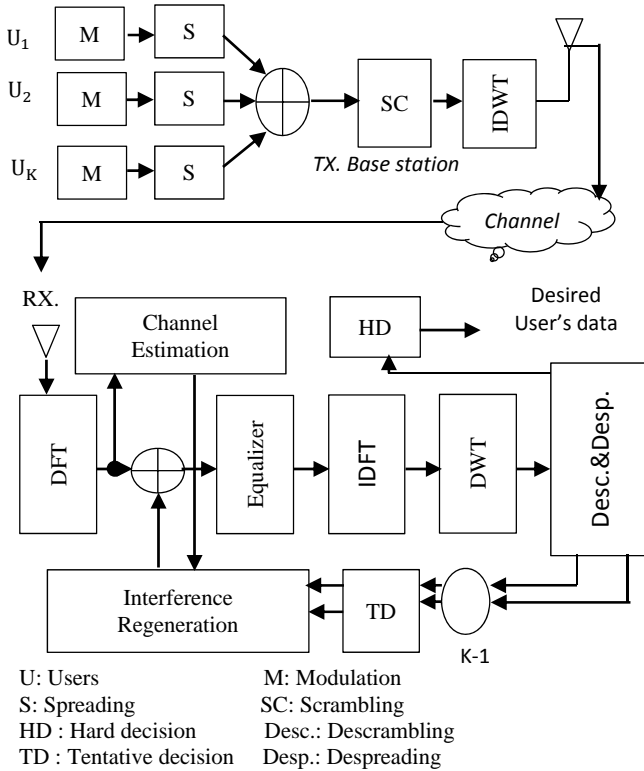 U1
M
S
U2
M
S
UK
M
S
SC
IDWT
TX. Base station
Channel
RX.
Channel
Estimation
HD
Desired
User's data
DFT
Equalizer
IDFT
DWT
Desc.&Desp.
Interference
Regeneration
TD
K-1
U: Users M: Modulation
S: Spreading SC: Scrambling
HD : Hard decision Desc.: Descrambling
TD : Tentative decision Desp.: Despreading